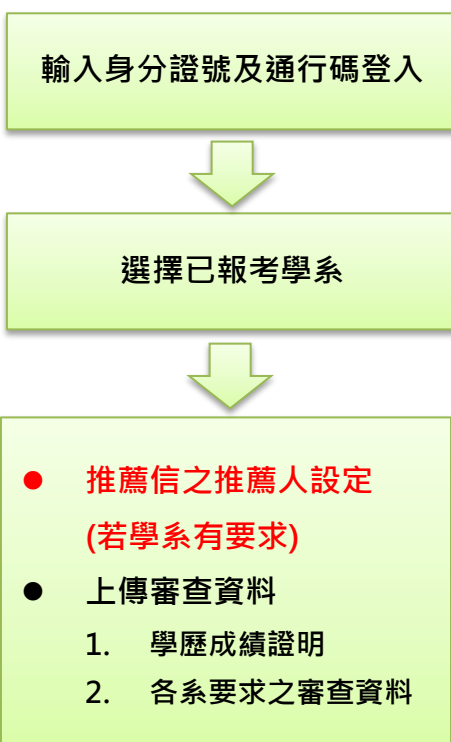 輸入身分證號及通行碼登入
選擇已報考學系
● 推薦信之推薦人設定
(若學系有要求)
● 上傳審查資料
1. 學歷成績證明
2. 各系要求之審查資料